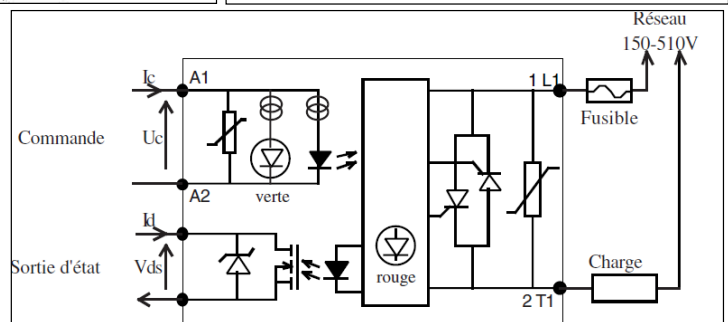 Réseau
150-510V
Ic
A1
1 L1
Fusible
Commande
Uc
verte
A2
Id
Sortie d'état
Vds
rouge
Charge
2 T1